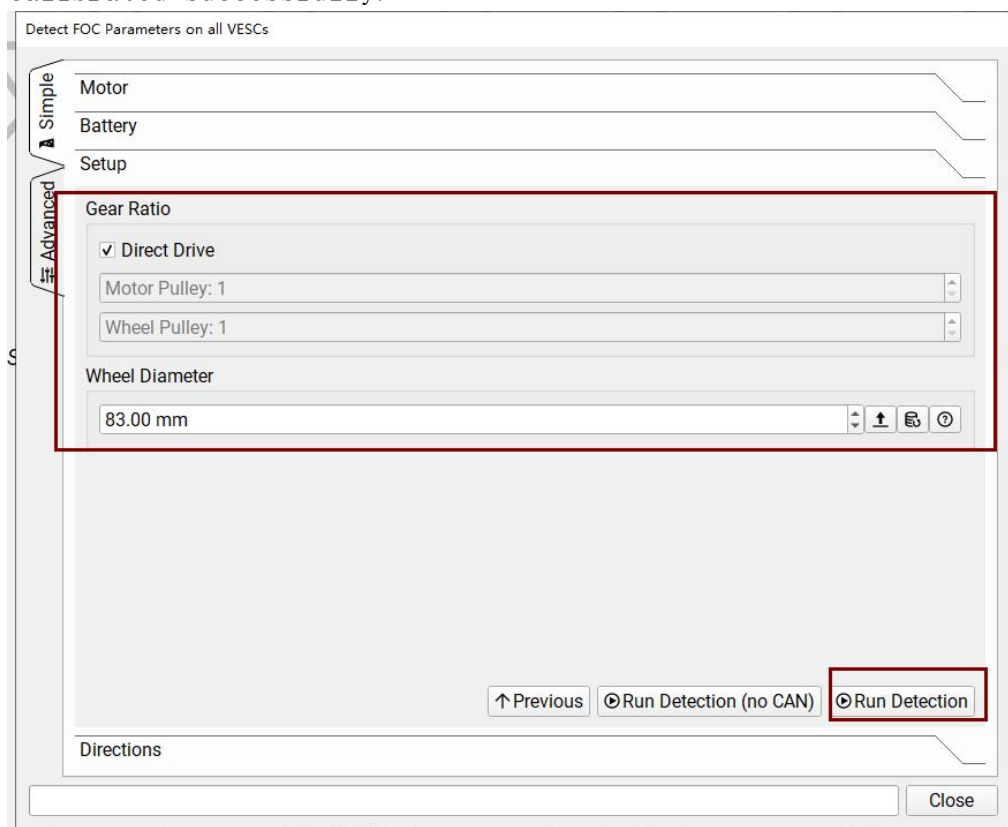 Detect FOC Parameters on all VESCs
Simple
Advanced
Motor
Battery
Setup
Gear Ratio
Direct Drive
Motor Pulley: 1
Wheel Pulley: 1
Wheel Diameter
83.00 mm
Previous
Run Detection (no CAN)
Run Detection
Directions
Close